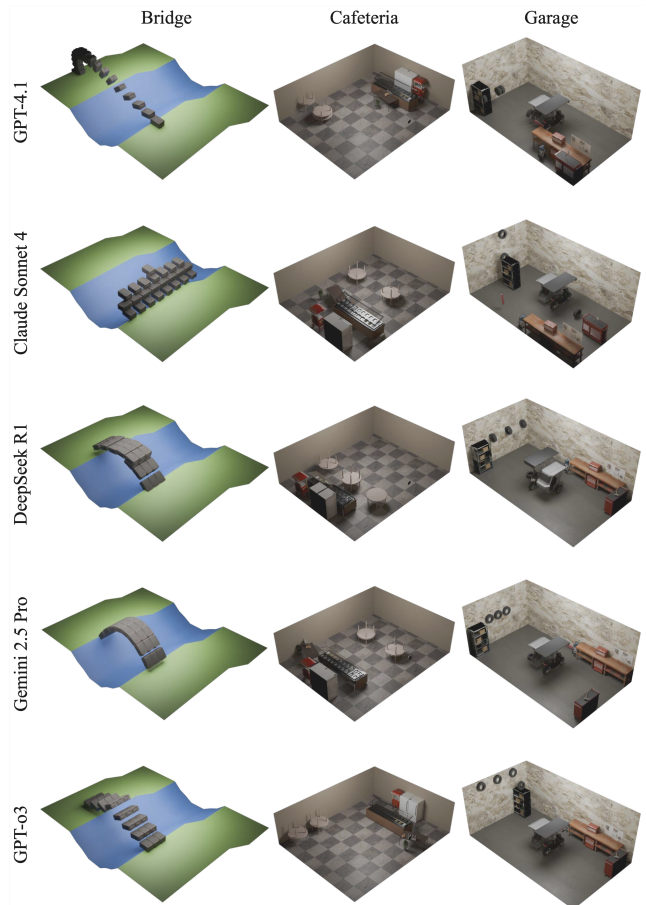 Bridge Cafeteria Garage
GPT-4.1
Claude Sonnet 4
DeepSeek R1
Gemini 2.5 Pro
GPT-o3